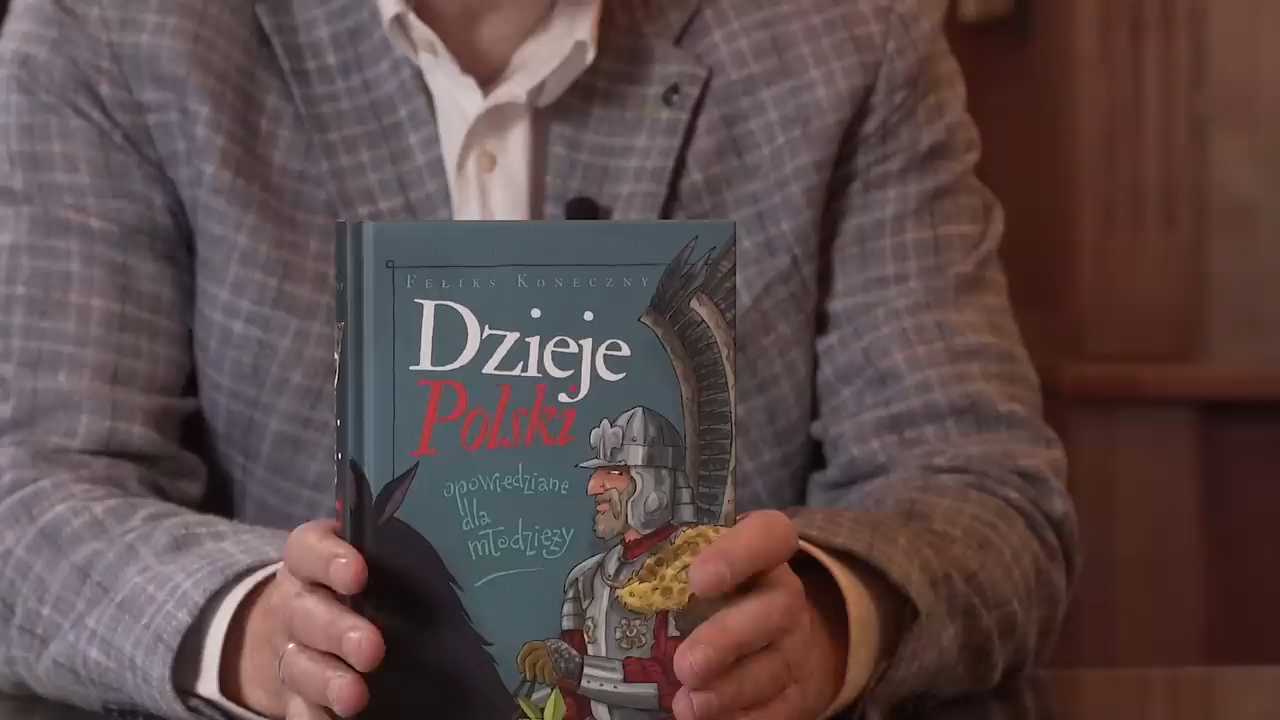 Feliks Koneczny
Dzieje
Polski
opowiedziane
dla
młodzieży